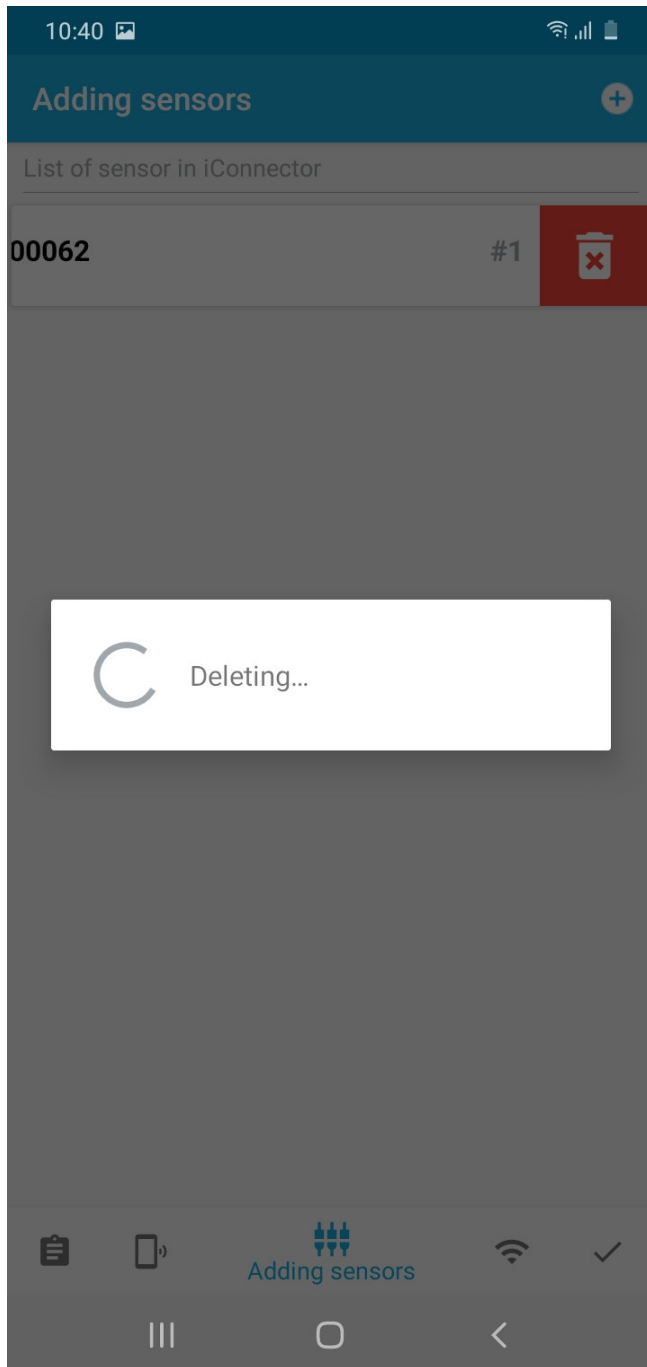 10:40
Adding sensors
List of sensor in iConnector
00062 #1
Deleting...
Adding sensors